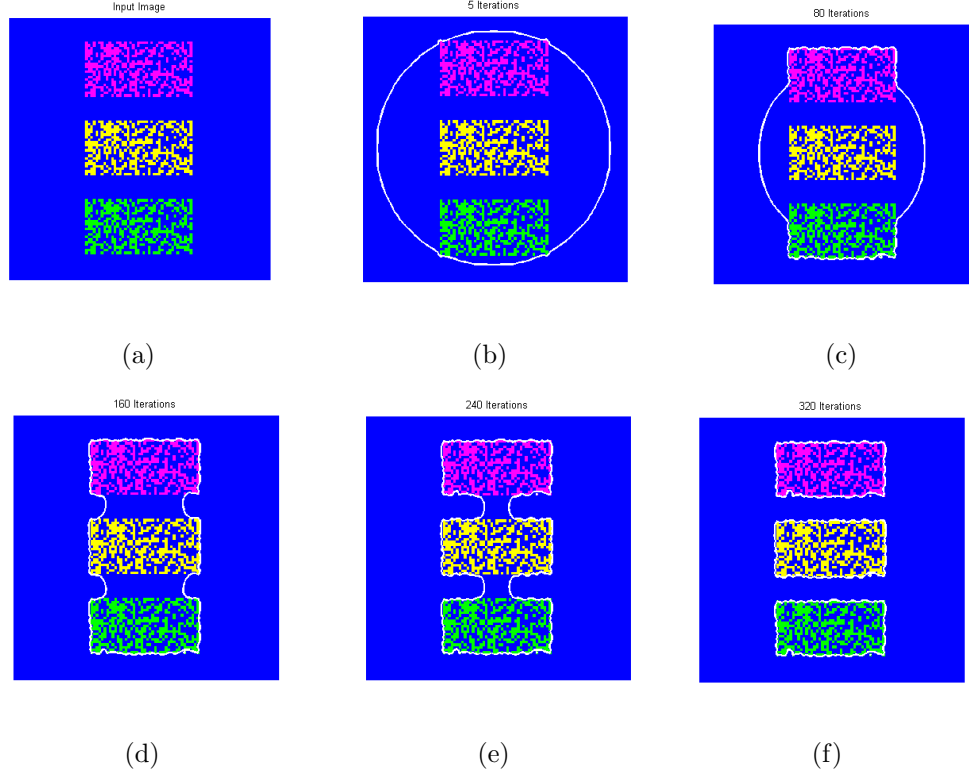 Input Image
5 Iterations
80 Iterations
(a)
(b)
(c)
160 Iterations
240 Iterations
320 Iterations
(d)
(e)
(f)